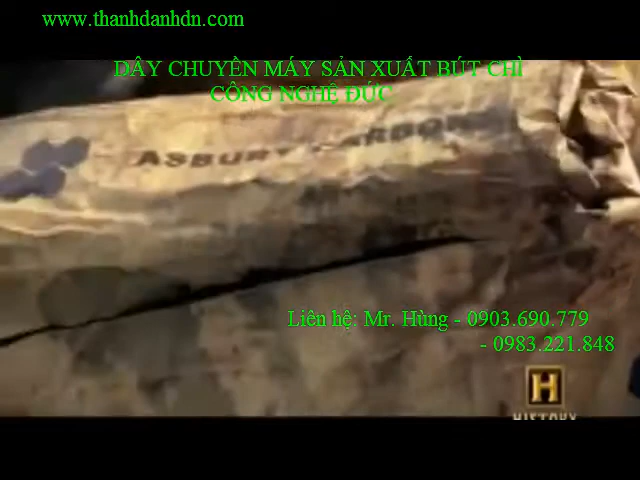 www.thanhdanhdn.com
DÂY CHUYỀN MÁY SẢN XUẤT BÚT CHÌ
CÔNG NGHỆ ĐỨC
ASBURY CARBONS
Liên hệ: Mr. Hùng - 0903.690.779
- 0983.221.848
H
HISTORY